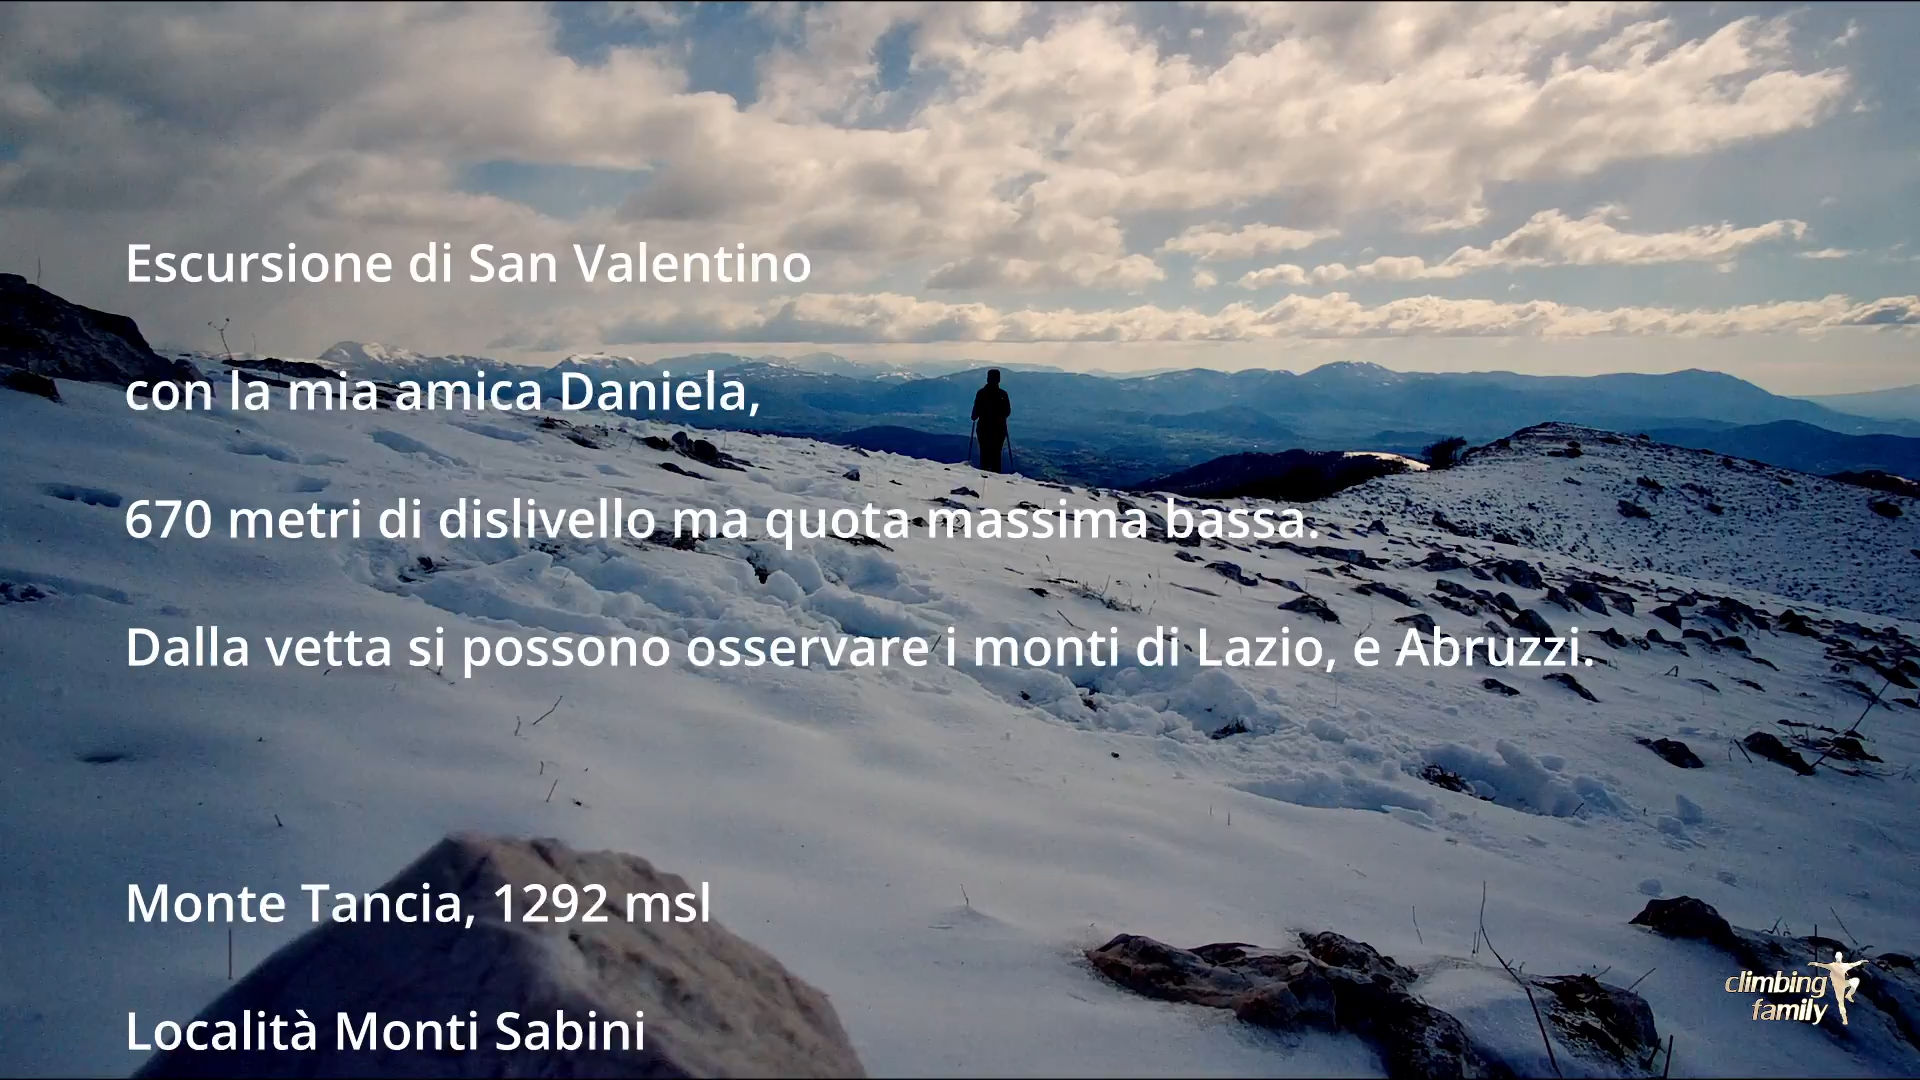 Escursione di San Valentino
con la mia amica Daniela,
670 metri di dislivello ma quota massima bassa.
Dalla vetta si possono osservare i monti di Lazio, e Abruzzi.
Monte Tancia, 1292 msl
Località Monti Sabini
climbing
family